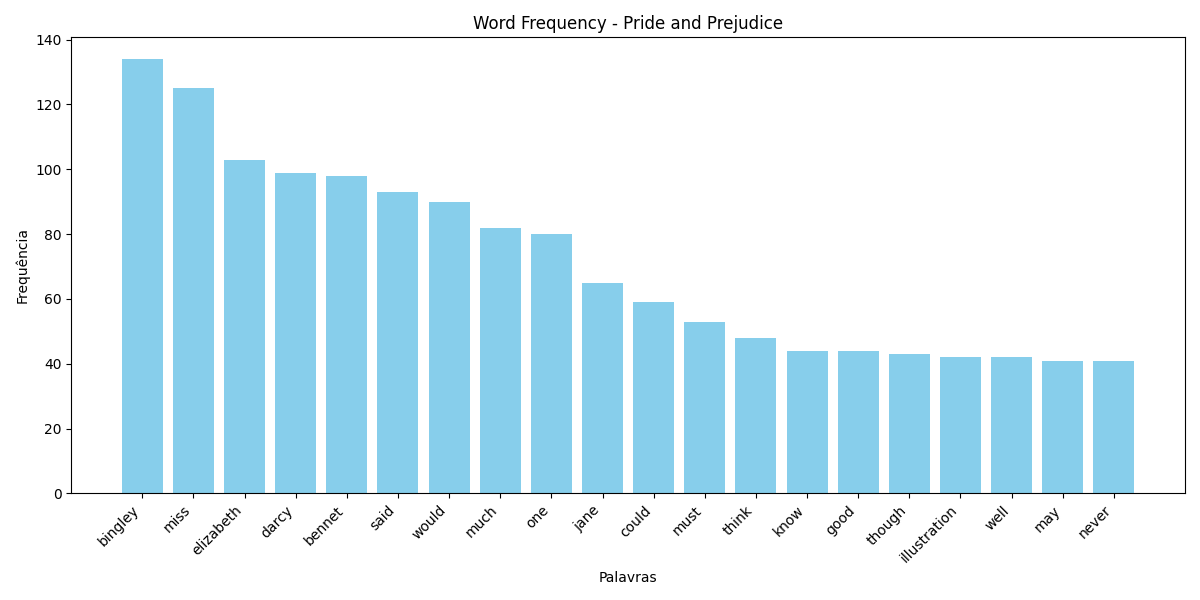 Word Frequency - Pride and Prejudice
140
120
100
80
60
40
20
0
Frequência
bingley
miss
elizabeth
darcy
bennet
said
would
much
one
jane
could
must
think
know
good
though
illustration
well
may
never
Palavras